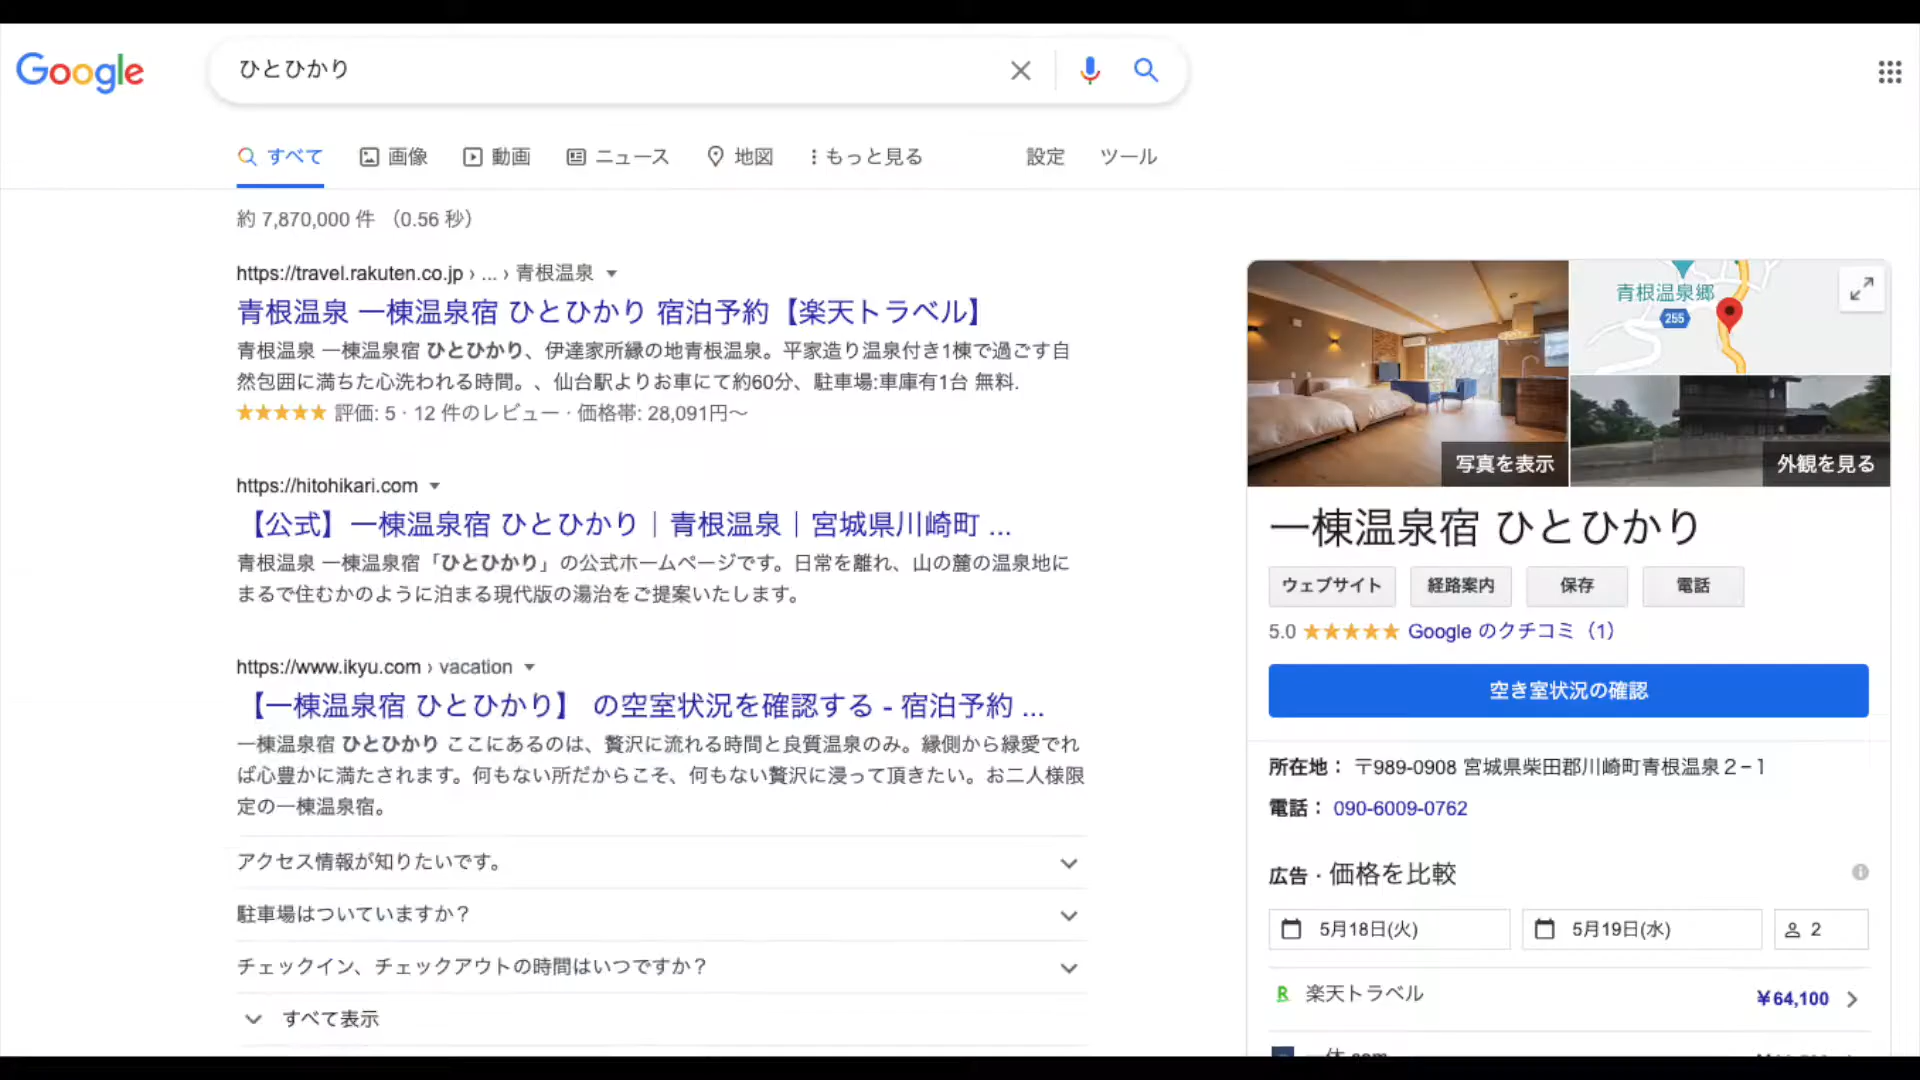 Google
ひとひかり
すべて 画像 動画 ニュース 地図 もっと見る 設定 ツール
約 7,870,000 件 （0.56 秒）
https://travel.rakuten.co.jp › ... › 青根温泉
青根温泉 一棟温泉宿 ひとひかり 宿泊予約【楽天トラベル】
青根温泉 一棟温泉宿 ひとひかり、伊達家所縁の地青根温泉。平家造り温泉付き1棟で過ごす自
然包囲に満ちた心洗われる時間。、仙台駅よりお車にて約60分、駐車場:車庫有1台 無料.
★★★★★ 評価: 5 · 12 件のレビュー · 価格帯: 28,091円〜
https://hitohikari.com
【公式】一棟温泉宿 ひとひかり｜青根温泉｜宮城県川崎町 ...
青根温泉 一棟温泉宿「ひとひかり」の公式ホームページです。日常を離れ、山の麓の温泉地に
まるで住むかのように泊まる現代版の湯治をご提案いたします。
https://www.ikyu.com › vacation
【一棟温泉宿 ひとひかり】 の空室状況を確認する - 宿泊予約 ...
一棟温泉宿 ひとひかり ここにあるのは、贅沢に流れる時間と良質温泉のみ。縁側から緑愛でれ
ば心豊かに満たされます。何もない所だからこそ、何もない贅沢に浸って頂きたい。お二人様限
定の一棟温泉宿。
アクセス情報が知りたいです。
駐車場はついていますか？
チェックイン、チェックアウトの時間はいつですか？
すべて表示
青根温泉郷
255
写真を表示
外観を見る
一棟温泉宿 ひとひかり
ウェブサイト 経路案内 保存 電話
5.0 ★★★★★ Google のクチコミ（1）
空き室状況の確認
所在地： 〒989-0908 宮城県柴田郡川崎町青根温泉２−１
電話： 090-6009-0762
広告 · 価格を比較
5月18日(火) 5月19日(水) 2
楽天トラベル ￥64,100